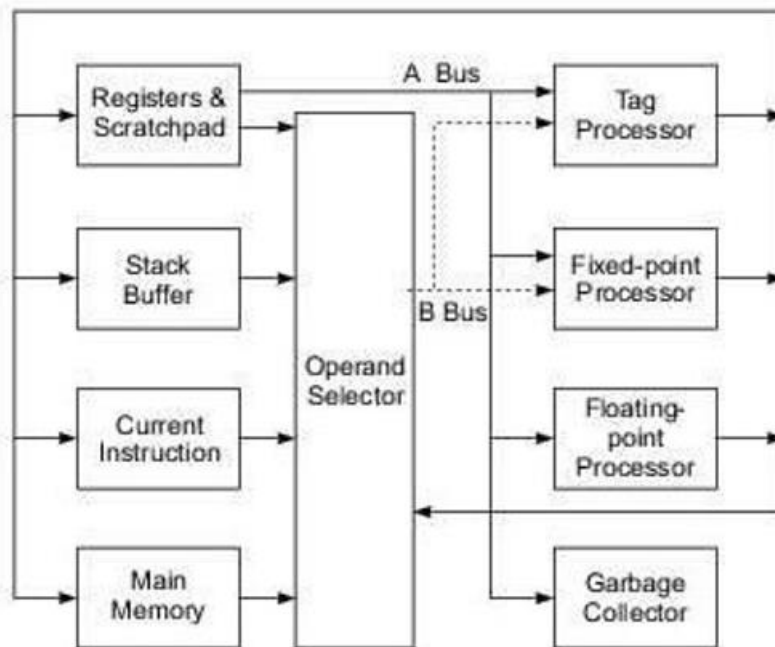 Registers &
Scratchpad
A Bus
Tag
Processor
Stack
Buffer
Fixed-point
Processor
B Bus
Operand
Selector
Current
Instruction
Floating-
point
Processor
Main
Memory
Garbage
Collector